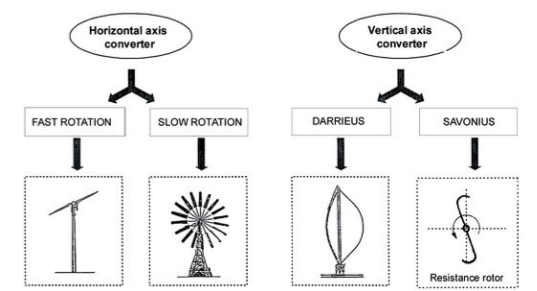 Horizontal axis
converter
Vertical axis
converter
FAST ROTATION
SLOW ROTATION
DARRIEUS
SAVONIUS
Resistance rotor